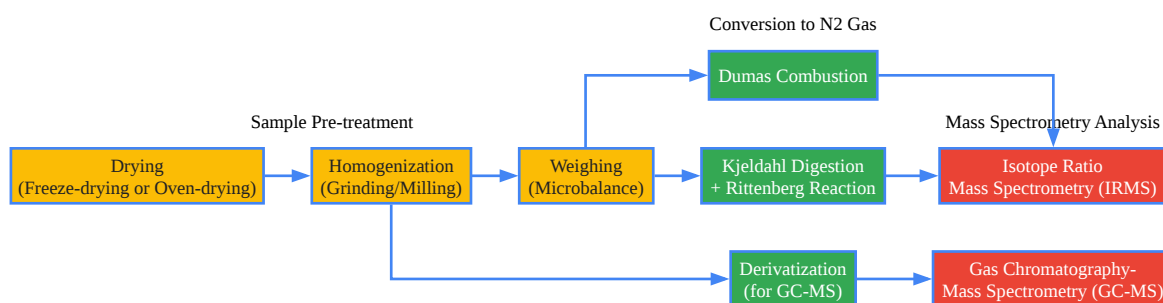 Conversion to N2 Gas
Dumas Combustion
Sample Pre-treatment
Mass Spectrometry Analysis
Drying
(Freeze-drying or Oven-drying)
Homogenization
(Grinding/Milling)
Weighing
(Microbalance)
Kjeldahl Digestion
+ Rittenberg Reaction
Isotope Ratio
Mass Spectrometry (IRMS)
Derivatization
(for GC-MS)
Gas Chromatography-
Mass Spectrometry (GC-MS)